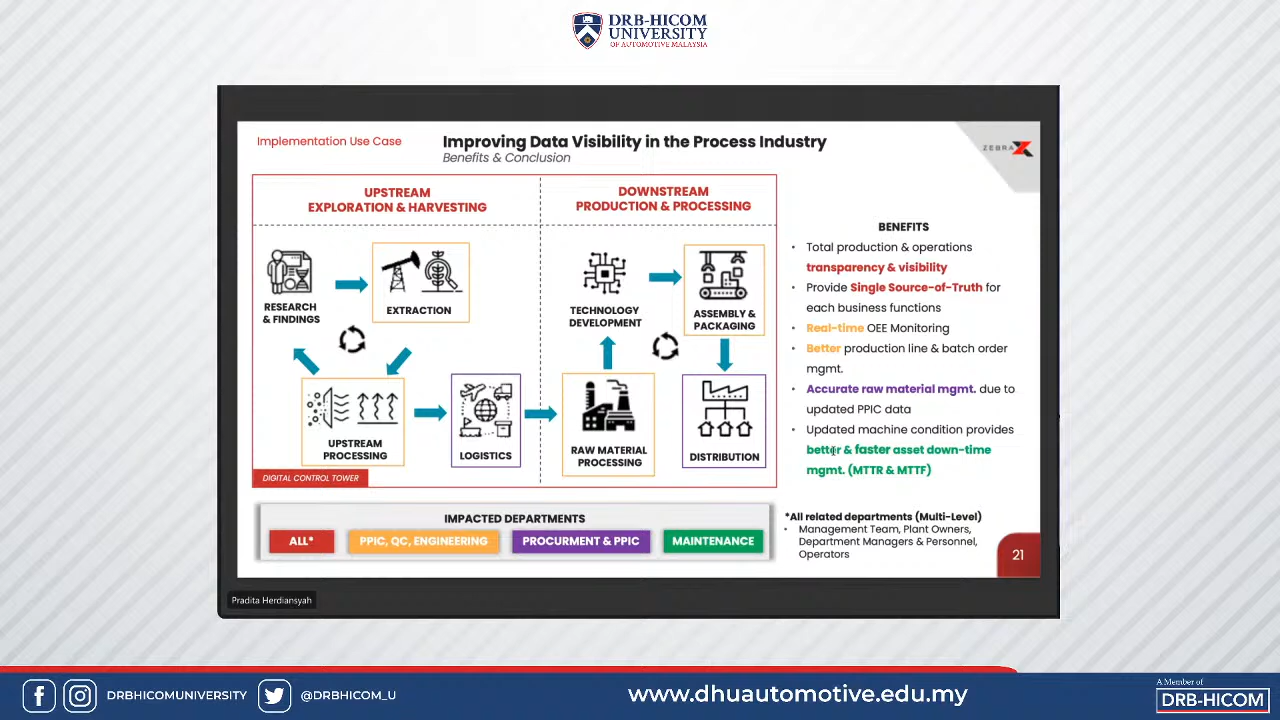 DRB-HICOM
UNIVERSITY
OF AUTOMOTIVE MALAYSIA
Implementation Use Case
Improving Data Visibility in the Process Industry
Benefits & Conclusion
ZEBRA
UPSTREAM
EXPLORATION & HARVESTING
DOWNSTREAM
PRODUCTION & PROCESSING
RESEARCH
& FINDINGS
EXTRACTION
TECHNOLOGY
DEVELOPMENT
ASSEMBLY &
PACKAGING
UPSTREAM
PROCESSING
LOGISTICS
RAW MATERIAL
PROCESSING
DISTRIBUTION
DIGITAL CONTROL TOWER
BENEFITS
• Total production & operations
transparency & visibility
• Provide Single Source-of-Truth for
each business functions
• Real-time OEE Monitoring
• Better production line & batch order
mgmt.
• Accurate raw material mgmt. due to
updated PPIC data
• Updated machine condition provides
better & faster asset down-time
mgmt. (MTTR & MTTF)
IMPACTED DEPARTMENTS
ALL*
PPIC, QC, ENGINEERING
PROCURMENT & PPIC
MAINTENANCE
*All related departments (Multi-Level)
• Management Team, Plant Owners,
Department Managers & Personnel,
Operators
21
Pradita Herdiansyah
DRBHICOMUNIVERSITY
@DRBHICOM_U
www.dhuautomotive.edu.my
A Member of
DRB-HICOM